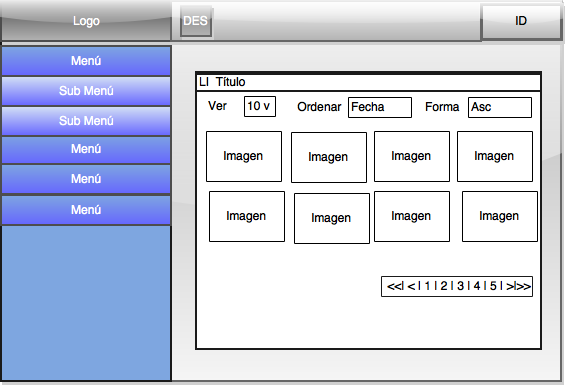 Logo DES ID
Menú
Sub Menú
Sub Menú
Menú
Menú
Menú
LI Título
Ver 10 v Ordenar Fecha Forma Asc
Imagen Imagen Imagen Imagen
Imagen Imagen Imagen Imagen
<<| < | 1 | 2 | 3 | 4 | 5 | >|>>